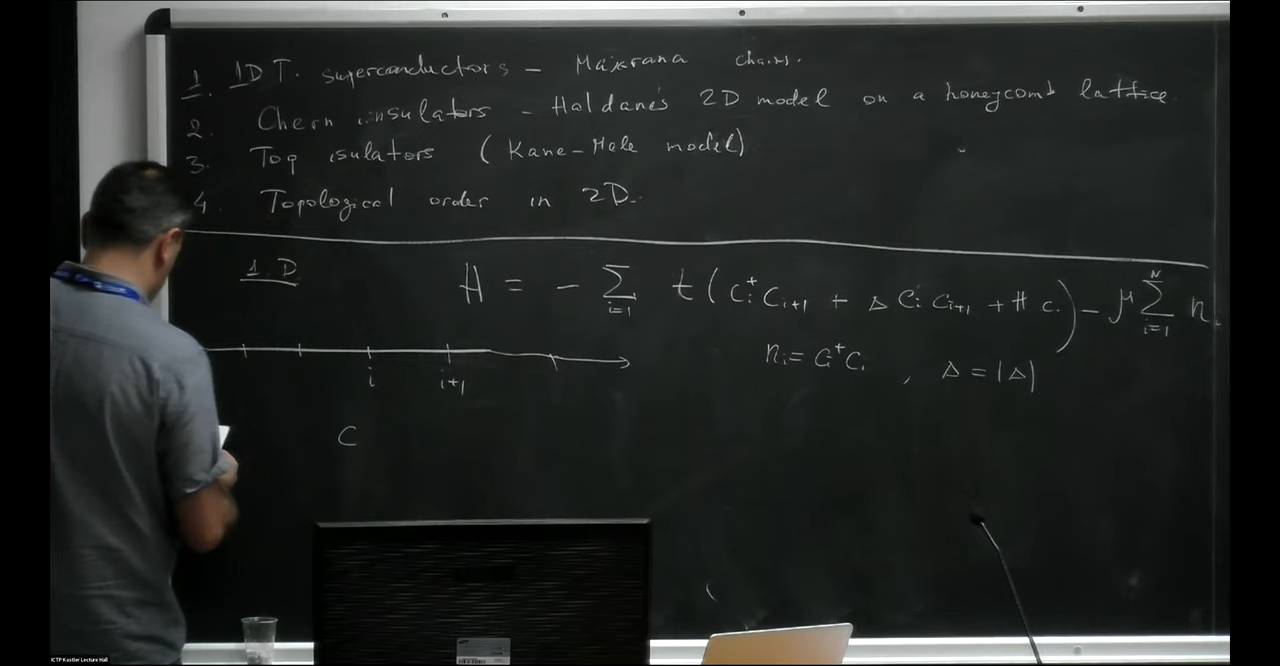 1. 1D T. superconductors - Majorana chains.
2. Chern insulators - Haldane's 2D model on a honeycomb lattice.
3. Top isulators (Kane-Mele model)
4. Topological order in 2D.
1.D
H = - ∑_{i=1} t(c_i^+ c_{i+1} + Δ c_i c_{i+1} + H c.) - μ ∑_{i=1}^N n_i
n_i = c_i^+ c_i , Δ = |Δ|
i i+1
C
ICTP Kastler Lecture Hall